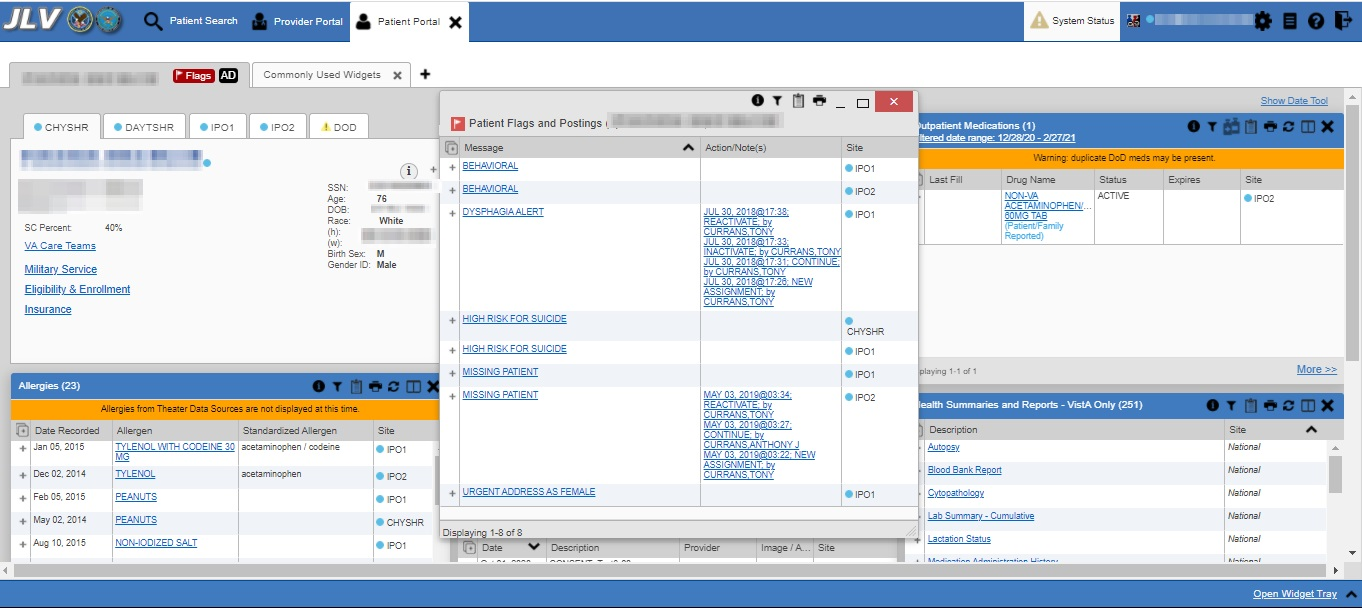 JLV Patient Search Provider Portal Patient Portal System Status
Flags AD Commonly Used Widgets
Show Date Tool
CHYSHR DAYTSHR IPO1 IPO2 DOD
SSN:
Age: 76
DOB:
Race: White
(h):
(w):
Birth Sex: M
Gender ID: Male
SC Percent: 40%
VA Care Teams
Military Service
Eligibility & Enrollment
Insurance
Patient Flags and Postings (
Message Action/Note(s) Site
BEHAVIORAL IPO1
BEHAVIORAL IPO2
DYSPHAGIA ALERT JUL 30, 2018@17:38; IPO1
REACTIVATE; by
CURRANS,TONY
JUL 30, 2018@17:33;
INACTIVATE; by CURRANS,TONY
JUL 30, 2018@17:31; CONTINUE;
by CURRANS,TONY
JUL 30, 2018@17:26; NEW
ASSIGNMENT; by
CURRANS,TONY
HIGH RISK FOR SUICIDE CHYSHR
HIGH RISK FOR SUICIDE IPO1
MISSING PATIENT IPO1
MISSING PATIENT MAY 03, 2019@03:34; IPO2
REACTIVATE; by
CURRANS,TONY
MAY 03, 2019@03:27;
CONTINUE; by
CURRANS,ANTHONY J
MAY 03, 2019@03:22; NEW
ASSIGNMENT; by
CURRANS,TONY
URGENT ADDRESS AS FEMALE IPO1
Displaying 1-8 of 8
utpatient Medications (1)
ltered date range: 12/28/20 - 2/27/21
Warning: duplicate DoD meds may be present.
Last Fill Drug Name Status Expires Site
NON-VA ACTIVE IPO2
ACETAMINOPHEN/...
80MG TAB
(Patient/Family
Reported)
playing 1-1 of 1 More >>
Allergies (23)
Allergies from Theater Data Sources are not displayed at this time.
Date Recorded Allergen Standardized Allergen Site
Jan 05, 2015 TYLENOL WITH CODEINE 30 acetaminophen / codeine IPO1
MG
Dec 02, 2014 TYLENOL acetaminophen IPO2
Feb 05, 2015 PEANUTS IPO1
May 02, 2014 PEANUTS CHYSHR
Aug 10, 2015 NON-IODIZED SALT IPO1
Date Description Provider Image / A... Site
ealth Summaries and Reports - VistA Only (251)
Description Site
Autopsy National
Blood Bank Report National
Cytopathology National
Lab Summary - Cumulative National
Lactation Status National
Medication Administration History National
Open Widget Tray